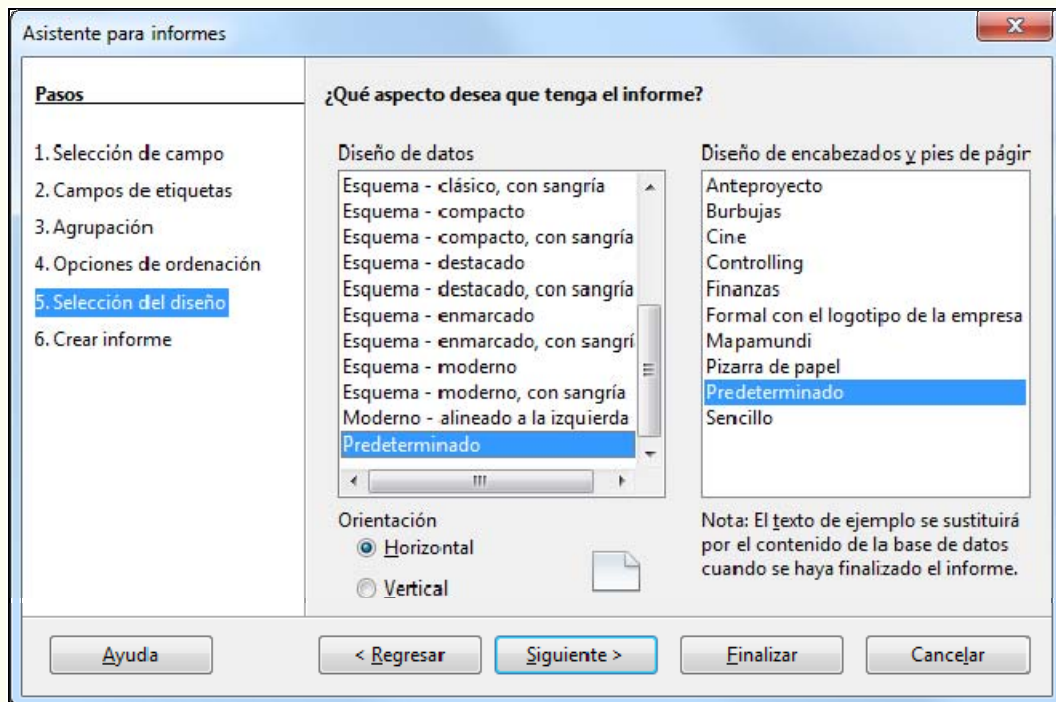 Asistente para informes
Pasos
1. Selección de campo
2. Campos de etiquetas
3. Agrupación
4. Opciones de ordenación
5. Selección del diseño
6. Crear informe
¿Qué aspecto desea que tenga el informe?
Diseño de datos
Esquema - clásico, con sangría
Esquema - compacto
Esquema - compacto, con sangría
Esquema - destacado
Esquema - destacado, con sangría
Esquema - enmarcado
Esquema - enmarcado, con sangrí
Esquema - moderno
Esquema - moderno, con sangría
Moderno - alineado a la izquierda
Predeterminado
Orientación
Horizontal
Vertical
Diseño de encabezados y pies de págin
Anteproyecto
Burbujas
Cine
Controlling
Finanzas
Formal con el logotipo de la empresa
Mapamundi
Pizarra de papel
Predeterminado
Sencillo
Nota: El texto de ejemplo se sustituirá
por el contenido de la base de datos
cuando se haya finalizado el informe.
Ayuda
< Regresar
Siguiente >
Finalizar
Cancelar